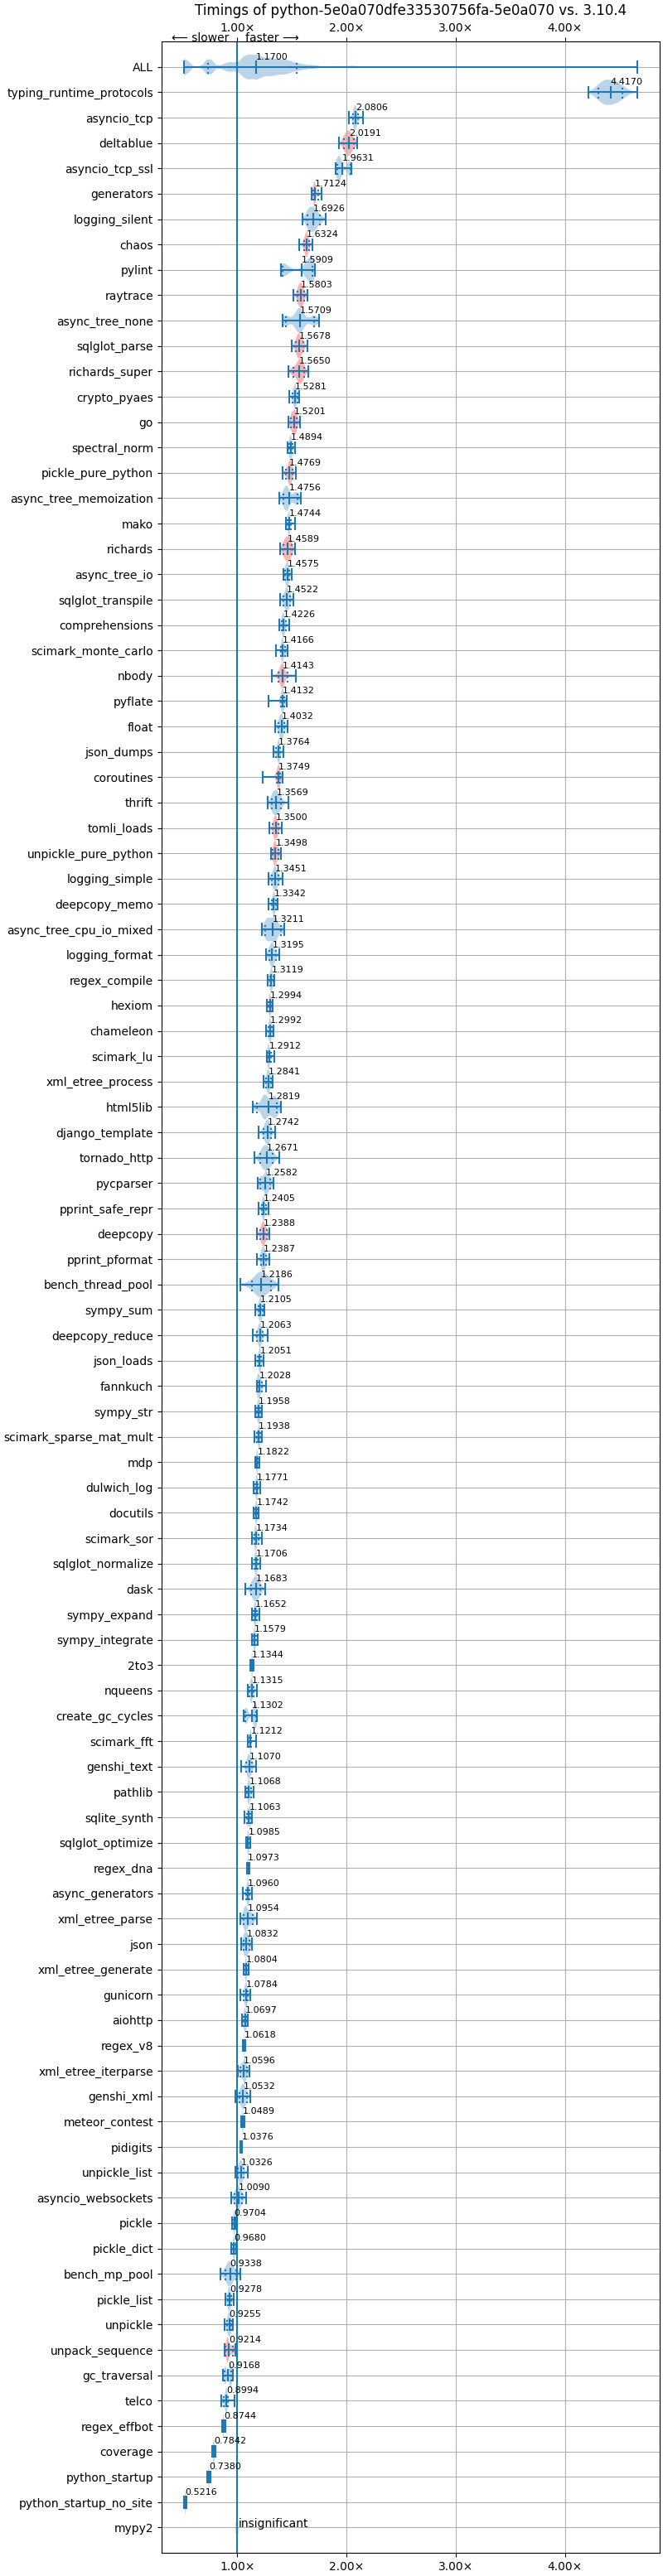 Timings of python-5e0a070dfe33530756fa-5e0a070 vs. 3.10.4
1.00× 2.00× 3.00× 4.00×
⟵ slower faster ⟶
ALL 1.1700
typing_runtime_protocols 4.4170
asyncio_tcp 2.0806
deltablue 2.0191
asyncio_tcp_ssl 1.9631
generators 1.7124
logging_silent 1.6926
chaos 1.6324
pylint 1.5909
raytrace 1.5803
async_tree_none 1.5709
sqlglot_parse 1.5678
richards_super 1.5650
crypto_pyaes 1.5281
go 1.5201
spectral_norm 1.4894
pickle_pure_python 1.4769
async_tree_memoization 1.4756
mako 1.4744
richards 1.4589
async_tree_io 1.4575
sqlglot_transpile 1.4522
comprehensions 1.4226
scimark_monte_carlo 1.4166
nbody 1.4143
pyflate 1.4132
float 1.4032
json_dumps 1.3764
coroutines 1.3749
thrift 1.3569
tomli_loads 1.3500
unpickle_pure_python 1.3498
logging_simple 1.3451
deepcopy_memo 1.3342
async_tree_cpu_io_mixed 1.3211
logging_format 1.3195
regex_compile 1.3119
hexiom 1.2994
chameleon 1.2992
scimark_lu 1.2912
xml_etree_process 1.2841
html5lib 1.2819
django_template 1.2742
tornado_http 1.2671
pycparser 1.2582
pprint_safe_repr 1.2405
deepcopy 1.2388
pprint_pformat 1.2387
bench_thread_pool 1.2186
sympy_sum 1.2105
deepcopy_reduce 1.2063
json_loads 1.2051
fannkuch 1.2028
sympy_str 1.1958
scimark_sparse_mat_mult 1.1938
mdp 1.1822
dulwich_log 1.1771
docutils 1.1742
scimark_sor 1.1734
sqlglot_normalize 1.1706
dask 1.1683
sympy_expand 1.1652
sympy_integrate 1.1579
2to3 1.1344
nqueens 1.1315
create_gc_cycles 1.1302
scimark_fft 1.1212
genshi_text 1.1070
pathlib 1.1068
sqlite_synth 1.1063
sqlglot_optimize 1.0985
regex_dna 1.0973
async_generators 1.0960
xml_etree_parse 1.0954
json 1.0832
xml_etree_generate 1.0804
gunicorn 1.0784
aiohttp 1.0697
regex_v8 1.0618
xml_etree_iterparse 1.0596
genshi_xml 1.0532
meteor_contest 1.0489
pidigits 1.0376
unpickle_list 1.0326
asyncio_websockets 1.0090
pickle 0.9704
pickle_dict 0.9680
bench_mp_pool 0.9338
pickle_list 0.9278
unpickle 0.9255
unpack_sequence 0.9214
gc_traversal 0.9168
telco 0.8994
regex_effbot 0.8744
coverage 0.7842
python_startup 0.7380
python_startup_no_site 0.5216
mypy2 insignificant
1.00× 2.00× 3.00× 4.00×